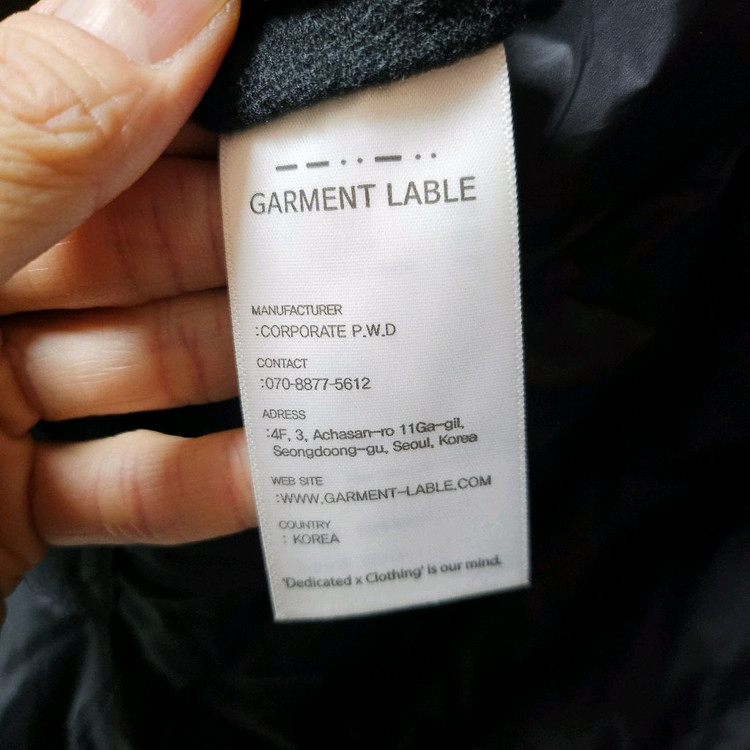 GARMENT LABLE
MANUFACTURER
:CORPORATE P.W.D
CONTACT
:070-8877-5612
ADRESS
:4F, 3, Achasan-ro 11Ga-gil,
Seongdoong-gu, Seoul, Korea
WEB SITE
:WWW.GARMENT-LABLE.COM
COUNTRY
: KOREA
'Dedicated x Clothing' is our mind.